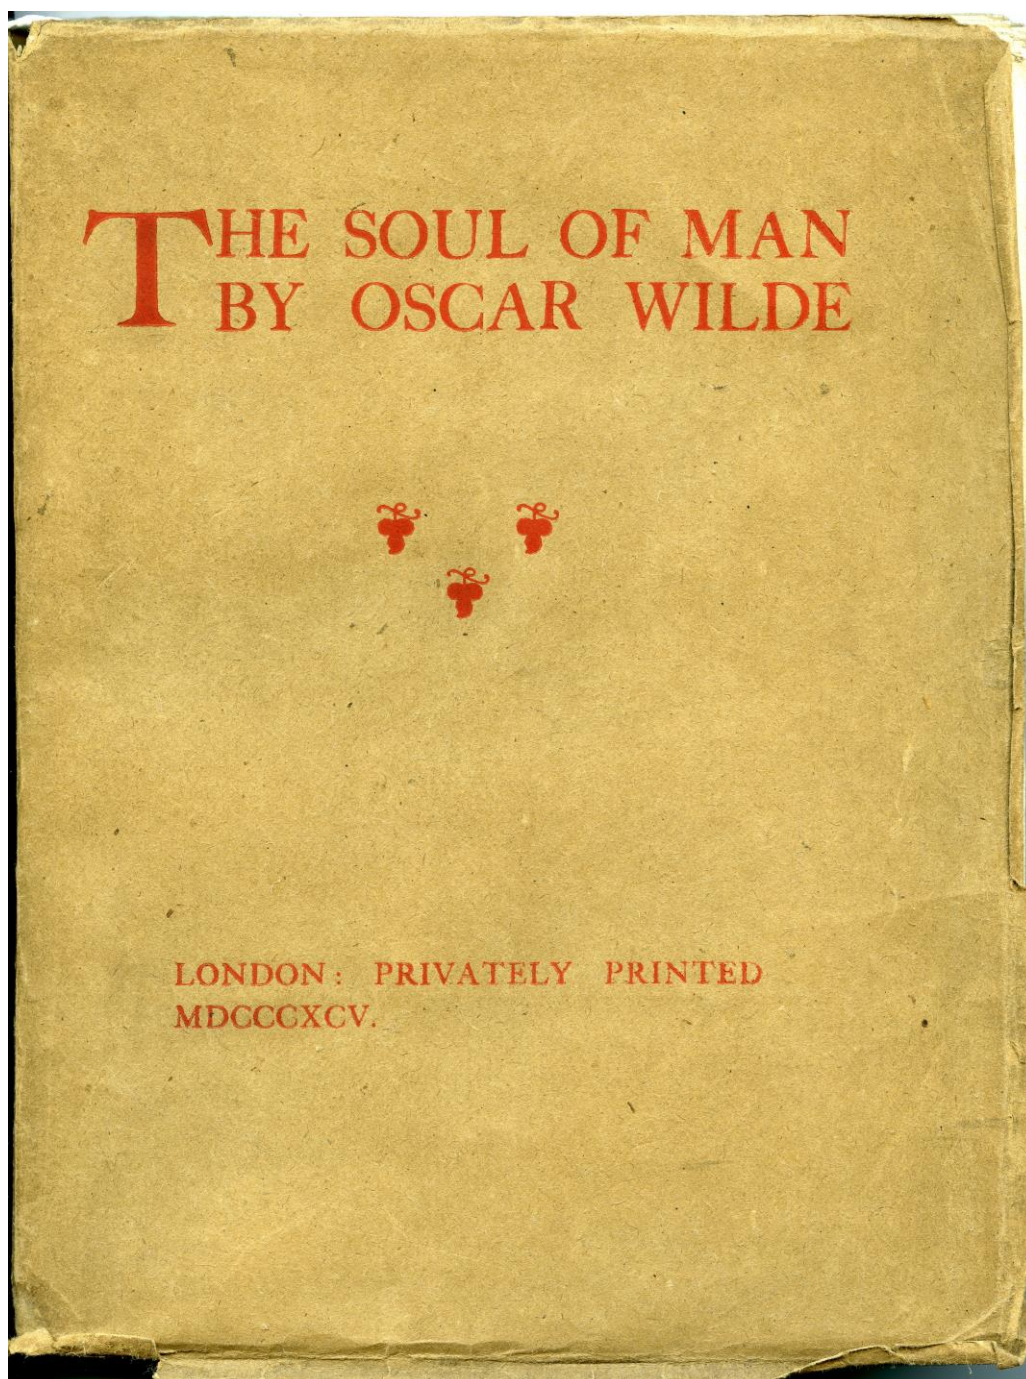 THE SOUL OF MAN
BY OSCAR WILDE
LONDON: PRIVATELY PRINTED
MDCCCXCV.